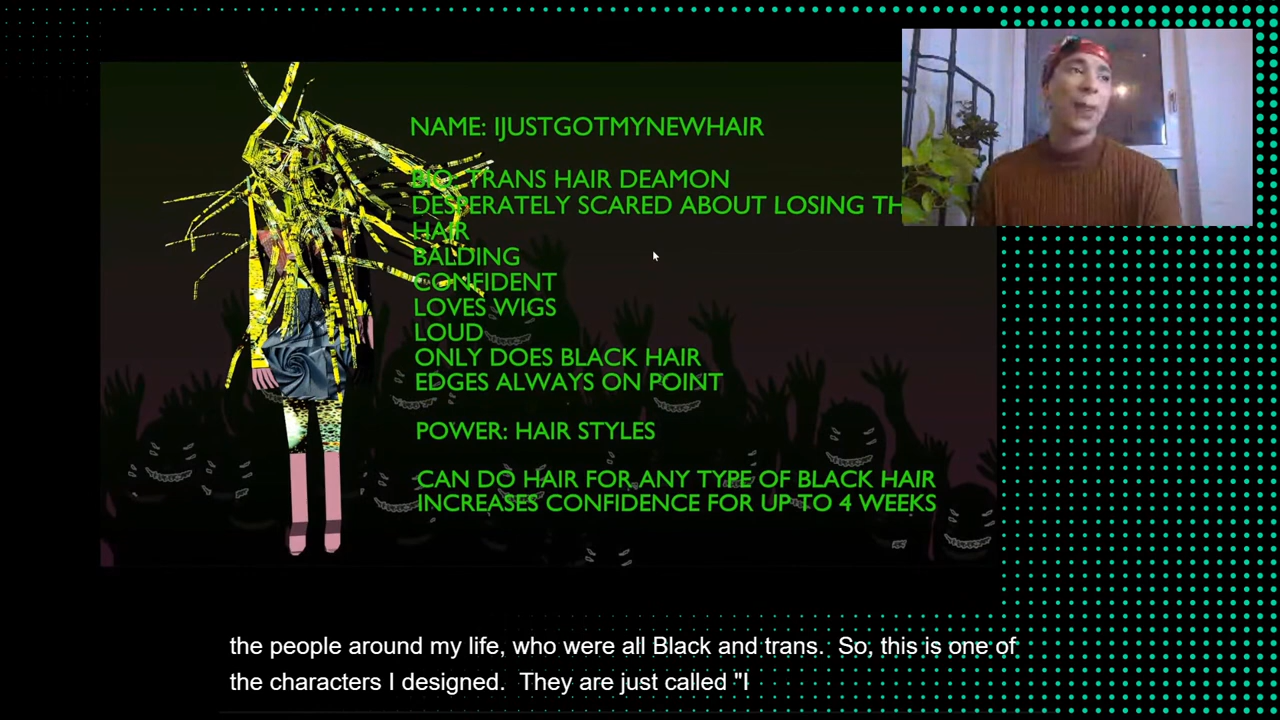 NAME: IJUSTGOTMYNEWHAIR
BIO: TRANS HAIR DEAMON
DESPERATELY SCARED ABOUT LOSING TH
HAIR
BALDING
CONFIDENT
LOVES WIGS
LOUD
ONLY DOES BLACK HAIR
EDGES ALWAYS ON POINT
POWER: HAIR STYLES
CAN DO HAIR FOR ANY TYPE OF BLACK HAIR
INCREASES CONFIDENCE FOR UP TO 4 WEEKS
the people around my life, who were all Black and trans.  So, this is one of
the characters I designed.  They are just called "I